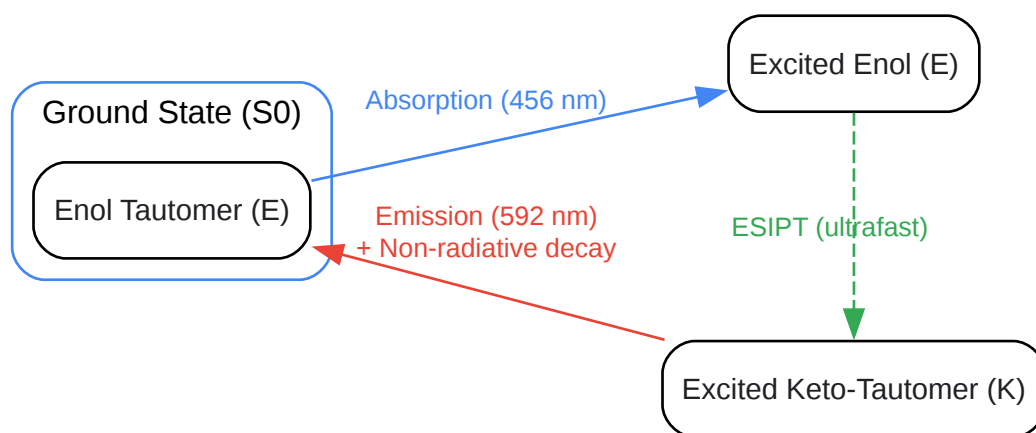 Excited Enol (E)
Ground State (S0)
Absorption (456 nm)
Enol Tautomer (E)
Emission (592 nm)
+ Non-radiative decay
ESIPT (ultrafast)
Excited Keto-Tautomer (K)